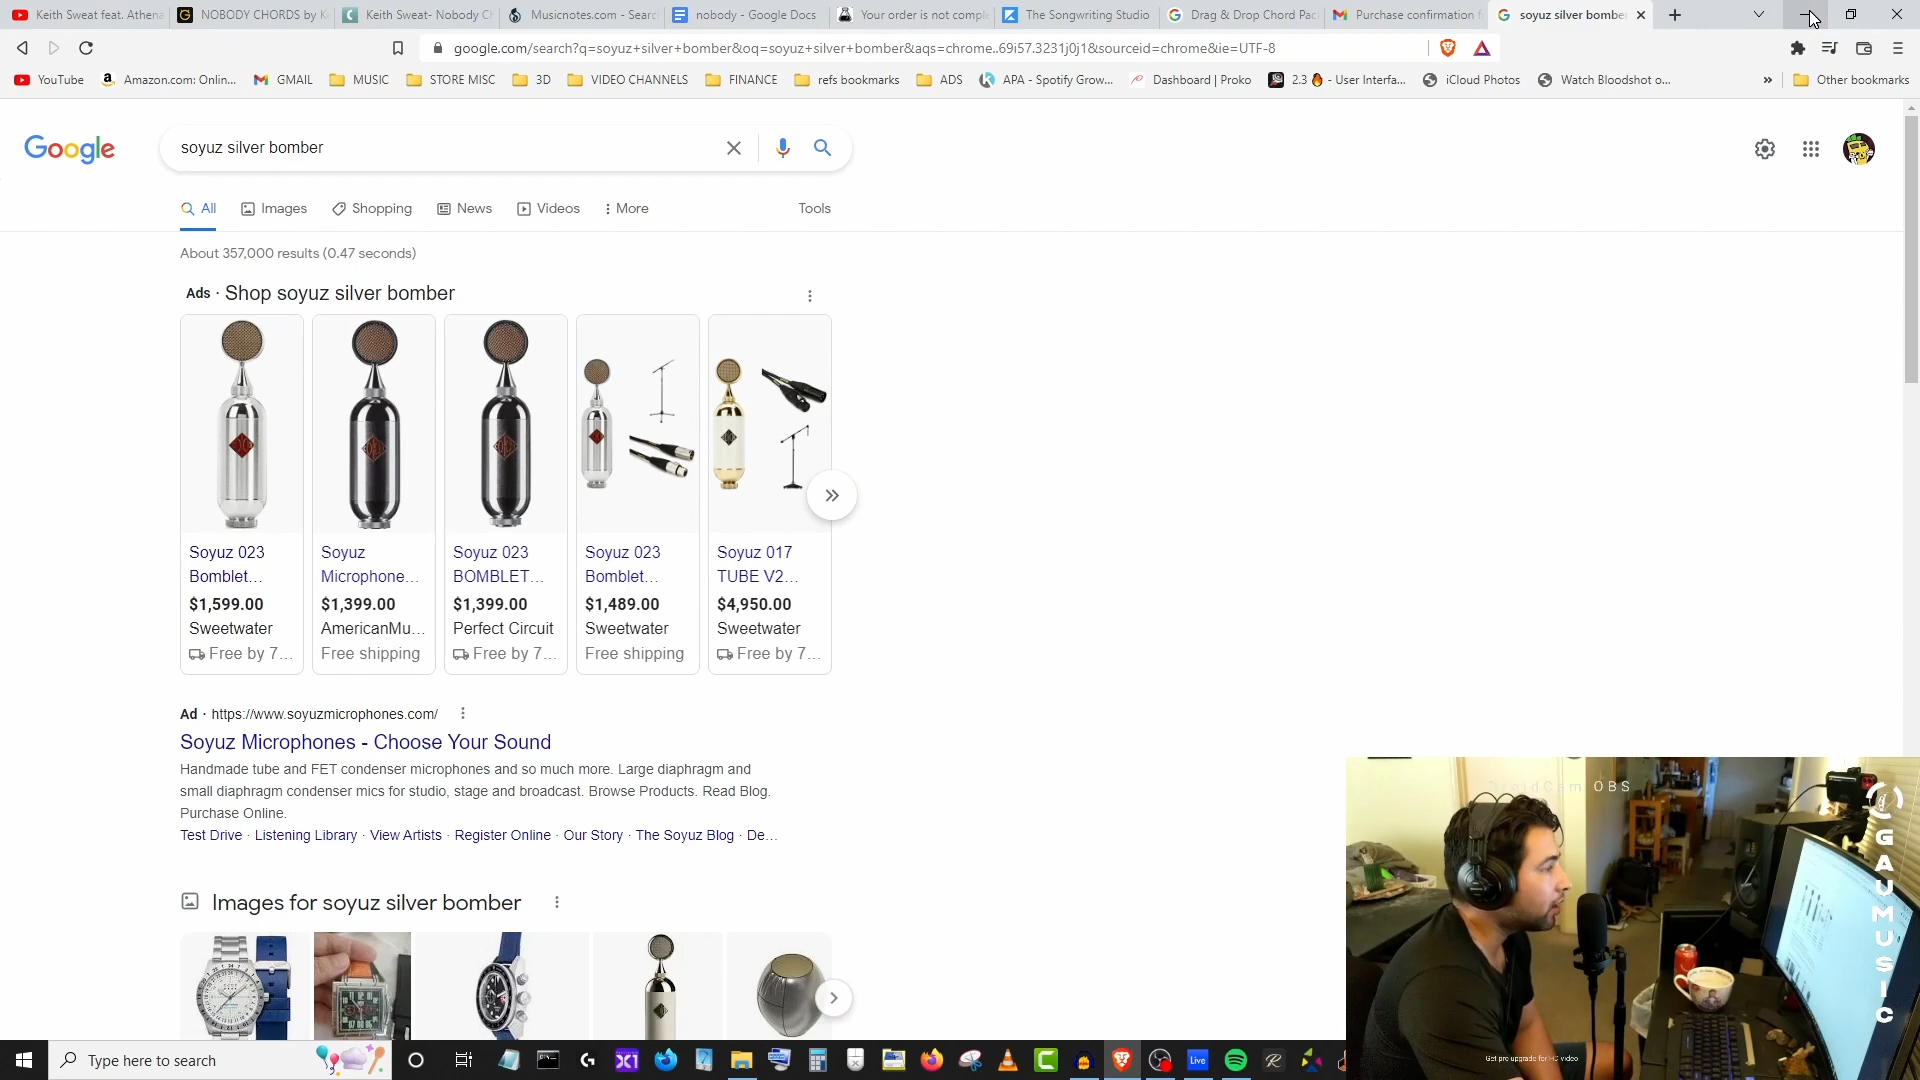 Keith Sweat feat. Athena
NOBODY CHORDS by K
Keith Sweat- Nobody Ch
Musicnotes.com - Searc
nobody - Google Docs
Your order is not comple
The Songwriting Studio
Drag & Drop Chord Pac
Purchase confirmation f
soyuz silver bomber
google.com/search?q=soyuz+silver+bomber&oq=soyuz+silver+bomber&aqs=chrome..69i57.3231j0j1&sourceid=chrome&ie=UTF-8
YouTube
Amazon.com: Onlin...
GMAIL
MUSIC
STORE MISC
3D
VIDEO CHANNELS
FINANCE
refs bookmarks
ADS
APA - Spotify Grow...
Dashboard | Proko
2.3 🔥 - User Interfa...
iCloud Photos
Watch Bloodshot o...
Other bookmarks
Google
soyuz silver bomber
All
Images
Shopping
News
Videos
More
Tools
About 357,000 results (0.47 seconds)
Ads · Shop soyuz silver bomber
Soyuz 023
Bomblet...
$1,599.00
Sweetwater
Free by 7...
Soyuz
Microphone...
$1,399.00
AmericanMu...
Free shipping
Soyuz 023
BOMBLET...
$1,399.00
Perfect Circuit
Free by 7...
Soyuz 023
Bomblet...
$1,489.00
Sweetwater
Free shipping
Soyuz 017
TUBE V2...
$4,950.00
Sweetwater
Free by 7...
Ad · https://www.soyuzmicrophones.com/
Soyuz Microphones - Choose Your Sound
Handmade tube and FET condenser microphones and so much more. Large diaphragm and
small diaphragm condenser mics for studio, stage and broadcast. Browse Products. Read Blog.
Purchase Online.
Test Drive · Listening Library · View Artists · Register Online · Our Story · The Soyuz Blog · De...
Images for soyuz silver bomber
OBS
GAUMUSIC
Get pro upgrade for HD video
Type here to search
Live